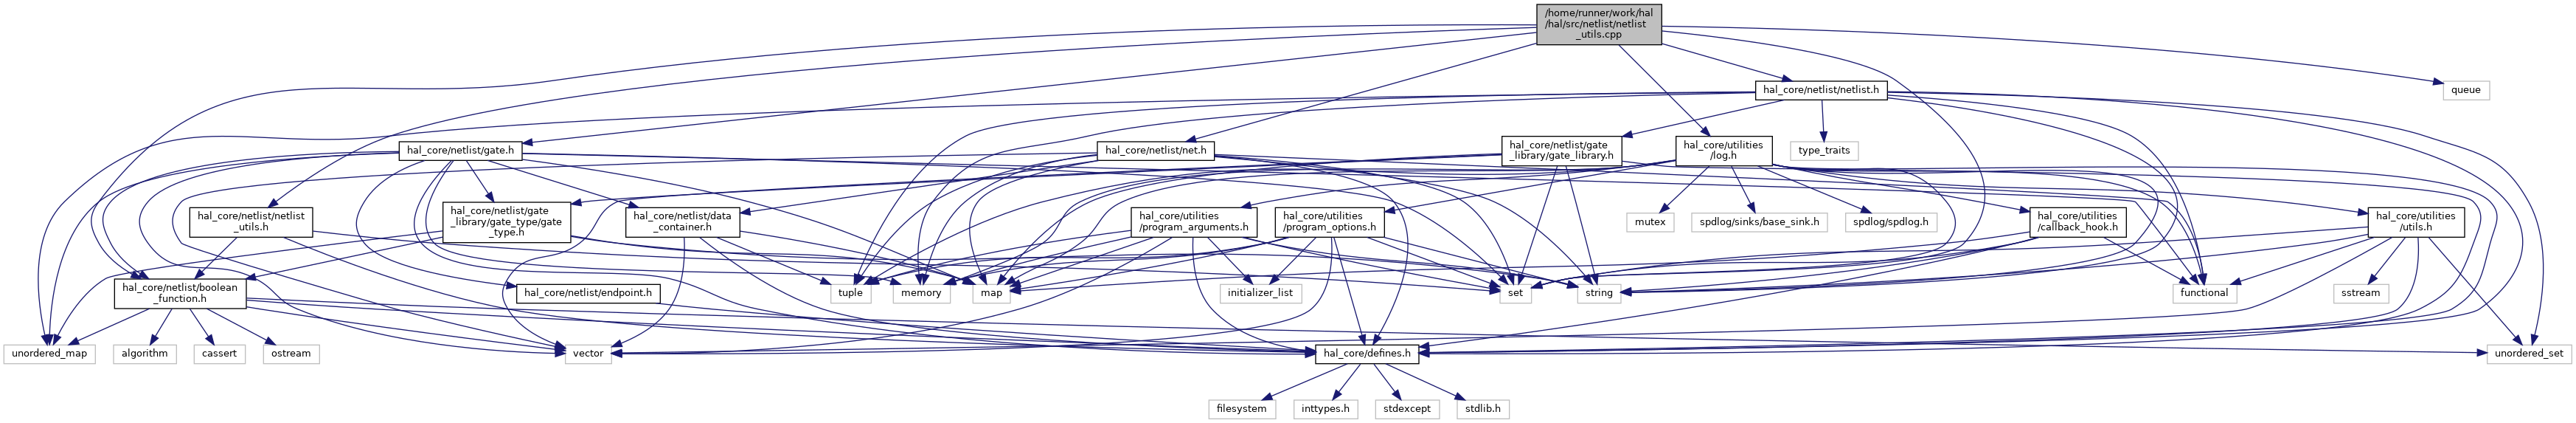 /home/runner/work/hal
/hal/src/netlist/netlist
_utils.cpp
hal_core/netlist/netlist.h
queue
hal_core/netlist/gate.h
hal_core/netlist/net.h
hal_core/netlist/gate
_library/gate_library.h
hal_core/utilities
/log.h
type_traits
hal_core/netlist/netlist
_utils.h
hal_core/netlist/gate
_library/gate_type/gate
_type.h
hal_core/netlist/data
_container.h
hal_core/utilities
/program_arguments.h
hal_core/utilities
/program_options.h
mutex
spdlog/sinks/base_sink.h
spdlog/spdlog.h
hal_core/utilities
/callback_hook.h
hal_core/utilities
/utils.h
hal_core/netlist/boolean
_function.h
hal_core/netlist/endpoint.h
tuple
memory
map
initializer_list
set
string
functional
sstream
unordered_map
algorithm
cassert
ostream
vector
hal_core/defines.h
unordered_set
filesystem
inttypes.h
stdexcept
stdlib.h